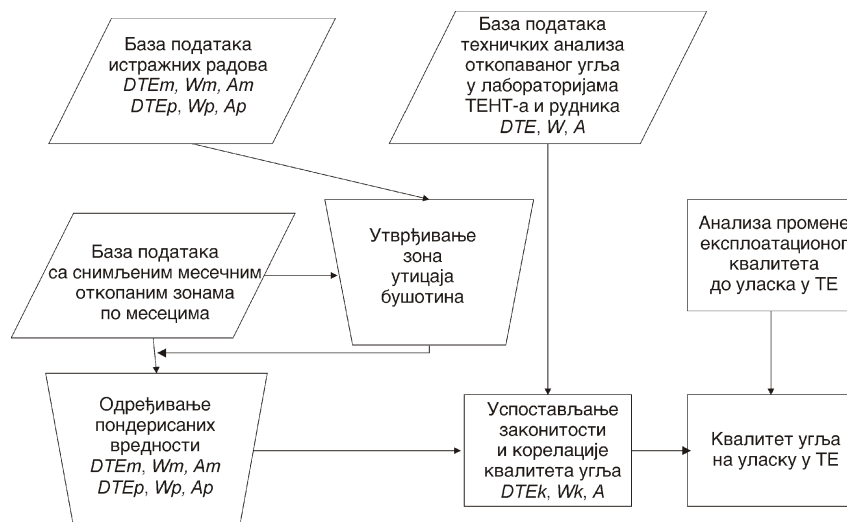 База података
истражних радова
DTEm, Wm, Am
DTEp, Wp, Ap
База података
техничких анализа
откопаваног угља
у лабораторијама
ТЕНТ-а и рудника
DTE, W, A
База података
са снимљеним месечним
откопаним зонама
по месецима
Утврђивање
зона
утицаја
бушотина
Анализа промене
експлоатационог
квалитета
до уласка у ТЕ
Одређивање
пондерисаних
вредности
DTEm, Wm, Am
DTEp, Wp, Ap
Успостављање
законитости
и корелације
квалитета угља
DTEk, Wk, A
Квалитет угља
на уласку у ТЕ